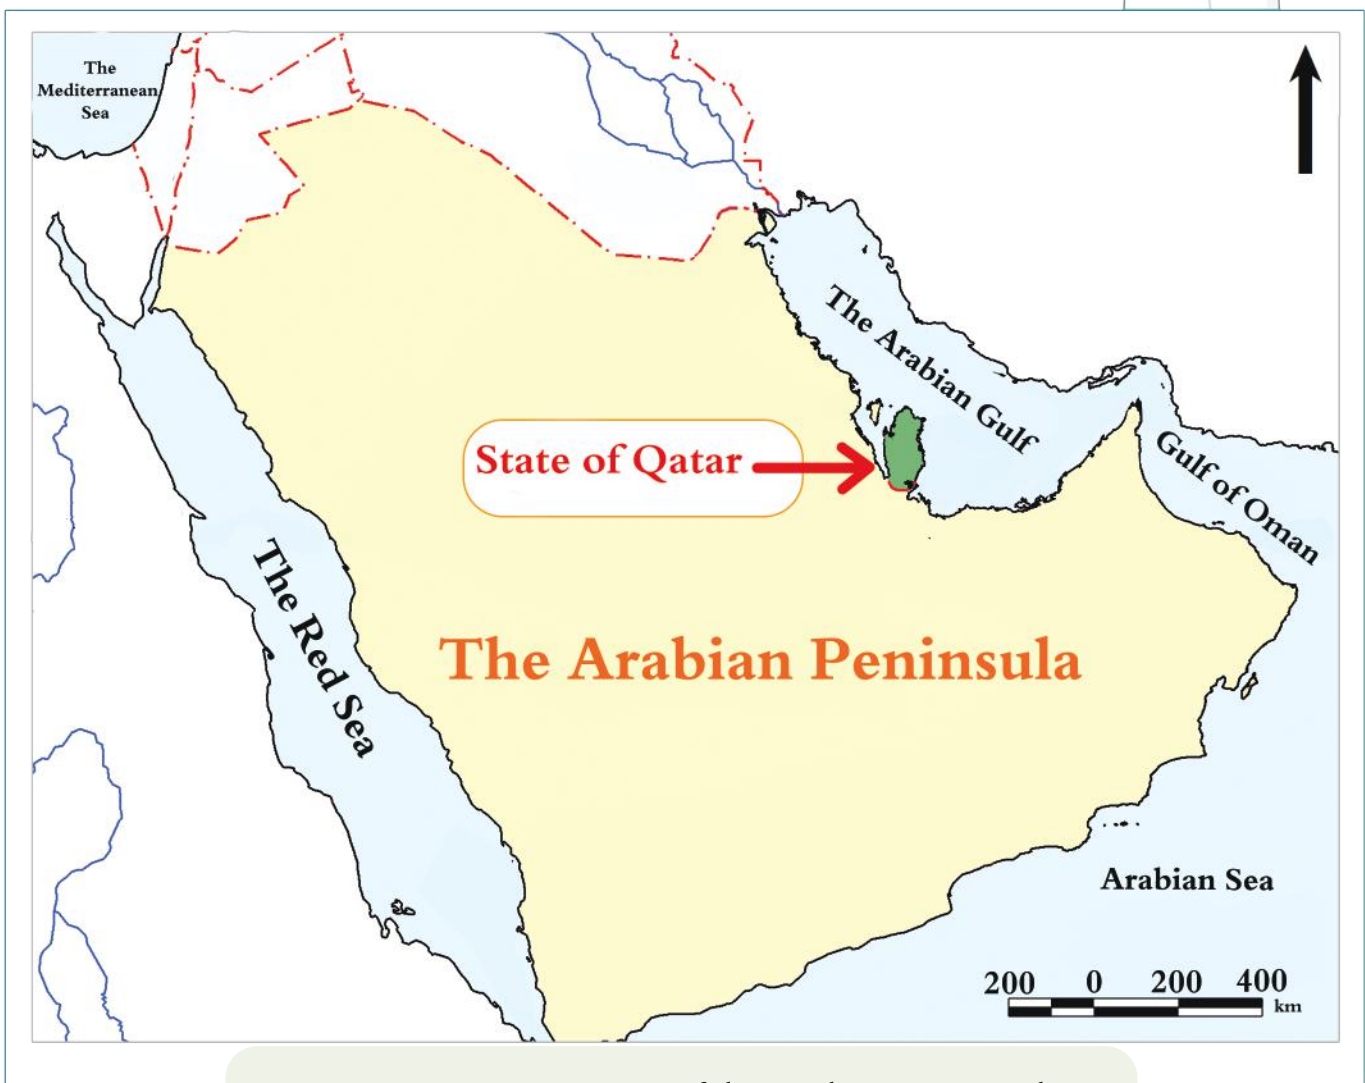 The
Mediterranean
Sea
The Arabian Gulf
State of Qatar
Gulf of Oman
The Red Sea
The Arabian Peninsula
Arabian Sea
200 0 200 400
km